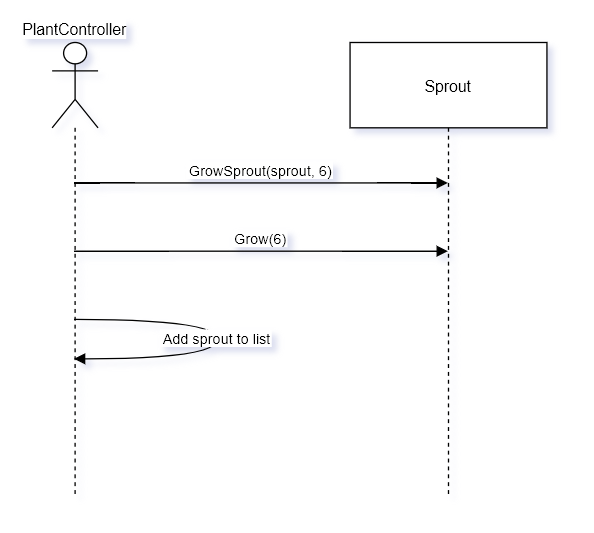 PlantController
Sprout
GrowSprout(sprout, 6)
Grow(6)
Add sprout to list